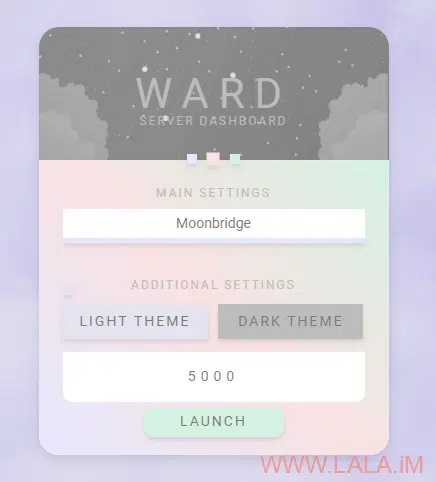 WARD
SERVER DASHBOARD
MAIN SETTINGS
Moonbridge
ADDITIONAL SETTINGS
LIGHT THEME DARK THEME
5000
LAUNCH
WWW.LALA.iM